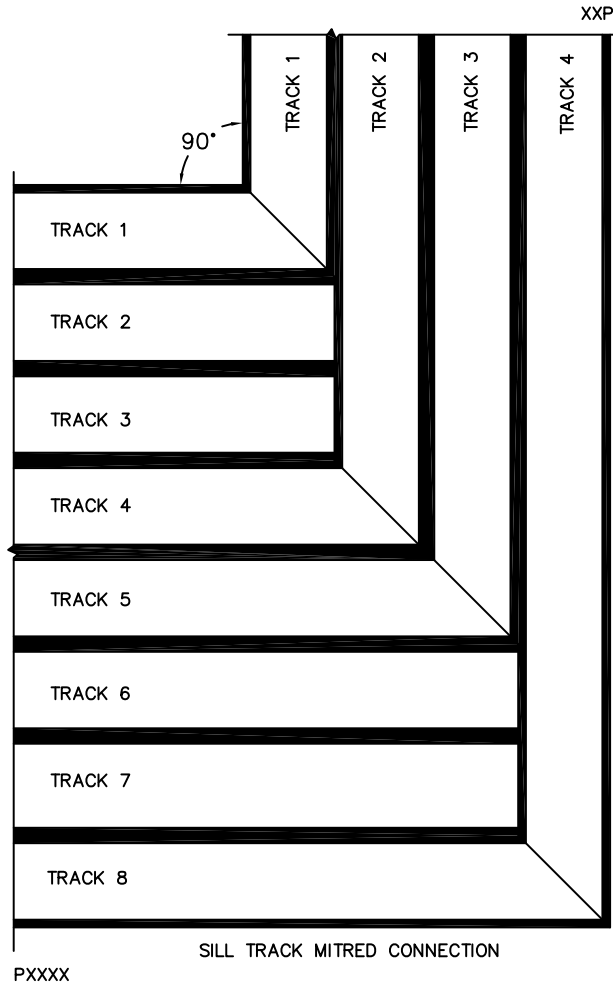 XXP
TRACK 1
TRACK 2
TRACK 3
TRACK 4
90°
TRACK 1
TRACK 2
TRACK 3
TRACK 4
TRACK 5
TRACK 6
TRACK 7
TRACK 8
SILL TRACK MITRED CONNECTION
PXXXX